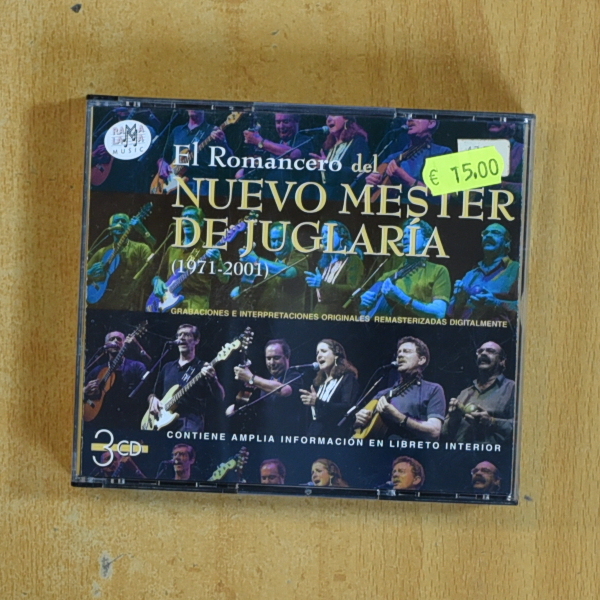 RAMA
LAMA
MUSIC
El Romancero del
€ 15,00
NUEVO MESTER
DE JUGLARÍA
(1971-2001)
GRABACIONES E INTERPRETACIONES ORIGINALES REMASTERIZADAS DIGITALMENTE
CONTIENE AMPLIA INFORMACIÓN EN LIBRETO INTERIOR
3CD